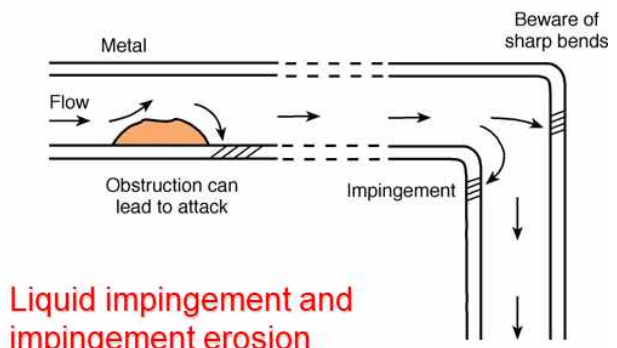 Beware of
sharp bends
Metal
Flow
Obstruction can
lead to attack
Impingement
Liquid impingement and
impingement erosion